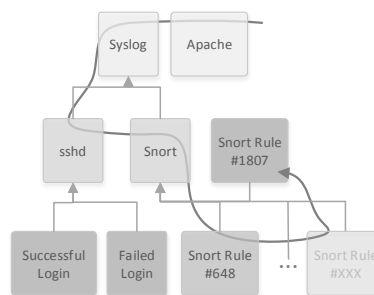 Syslog
Apache
sshd
Snort
Snort Rule
#1807
Successful
Login
Failed
Login
Snort Rule
#648
...
Snort Rule
#XXX